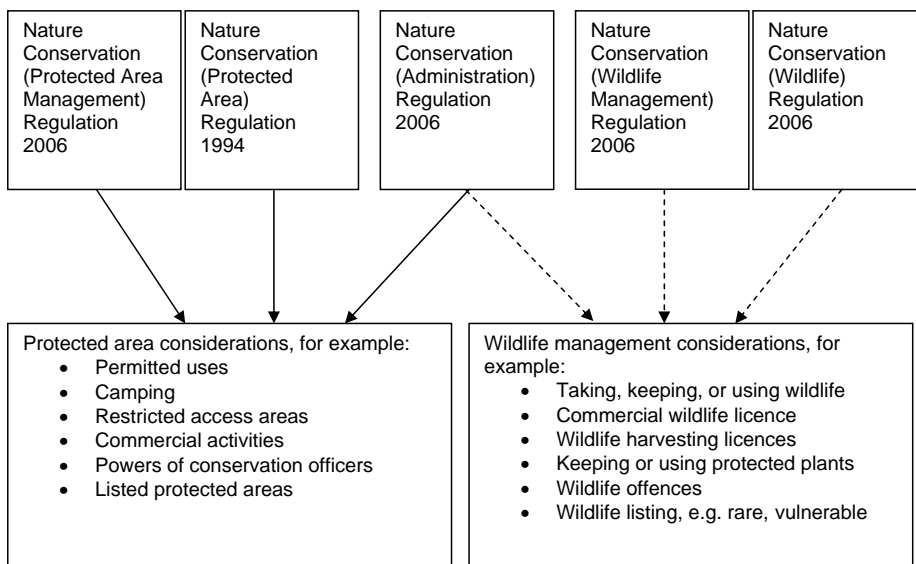 Nature
Conservation
(Protected Area
Management)
Regulation
2006
Nature
Conservation
(Protected
Area)
Regulation
1994
Nature
Conservation
(Administration)
Regulation
2006
Nature
Conservation
(Wildlife
Management)
Regulation
2006
Nature
Conservation
(Wildlife)
Regulation
2006
Protected area considerations, for example:
• Permitted uses
• Camping
• Restricted access areas
• Commercial activities
• Powers of conservation officers
• Listed protected areas
Wildlife management considerations, for
example:
• Taking, keeping, or using wildlife
• Commercial wildlife licence
• Wildlife harvesting licences
• Keeping or using protected plants
• Wildlife offences
• Wildlife listing, e.g. rare, vulnerable